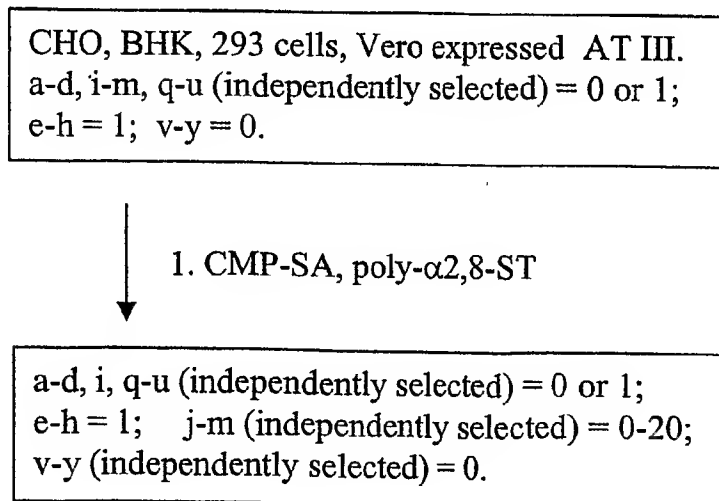 CHO, BHK, 293 cells, Vero expressed AT III.
a-d, i-m, q-u (independently selected) = 0 or 1;
e-h = 1; v-y = 0.
1. CMP-SA, poly-α2,8-ST
a-d, i, q-u (independently selected) = 0 or 1;
e-h = 1; j-m (independently selected) = 0-20;
v-y (independently selected) = 0.